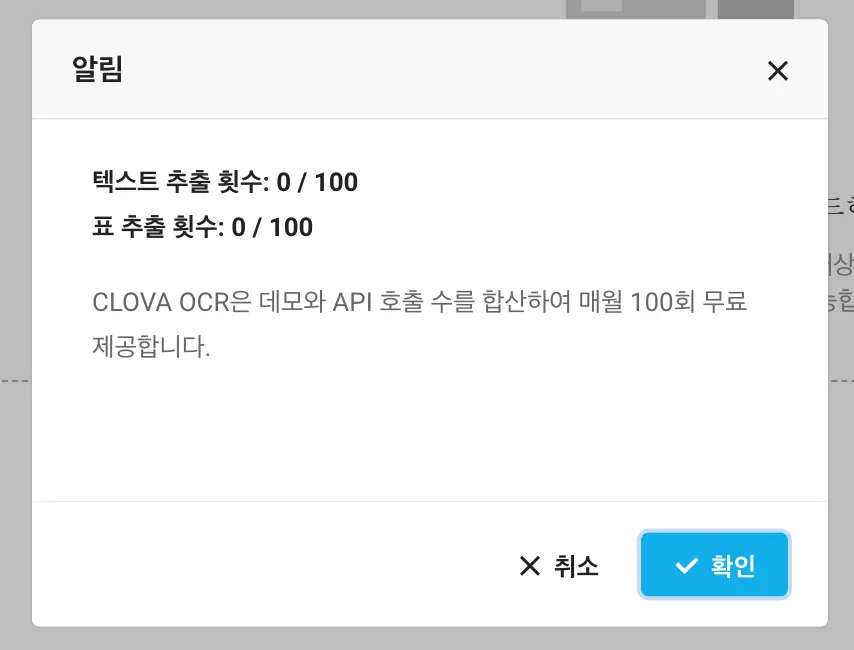 알림
텍스트 추출 횟수: 0 / 100
표 추출 횟수: 0 / 100
CLOVA OCR은 데모와 API 호출 수를 합산하여 매월 100회 무료
제공합니다.
취소
확인